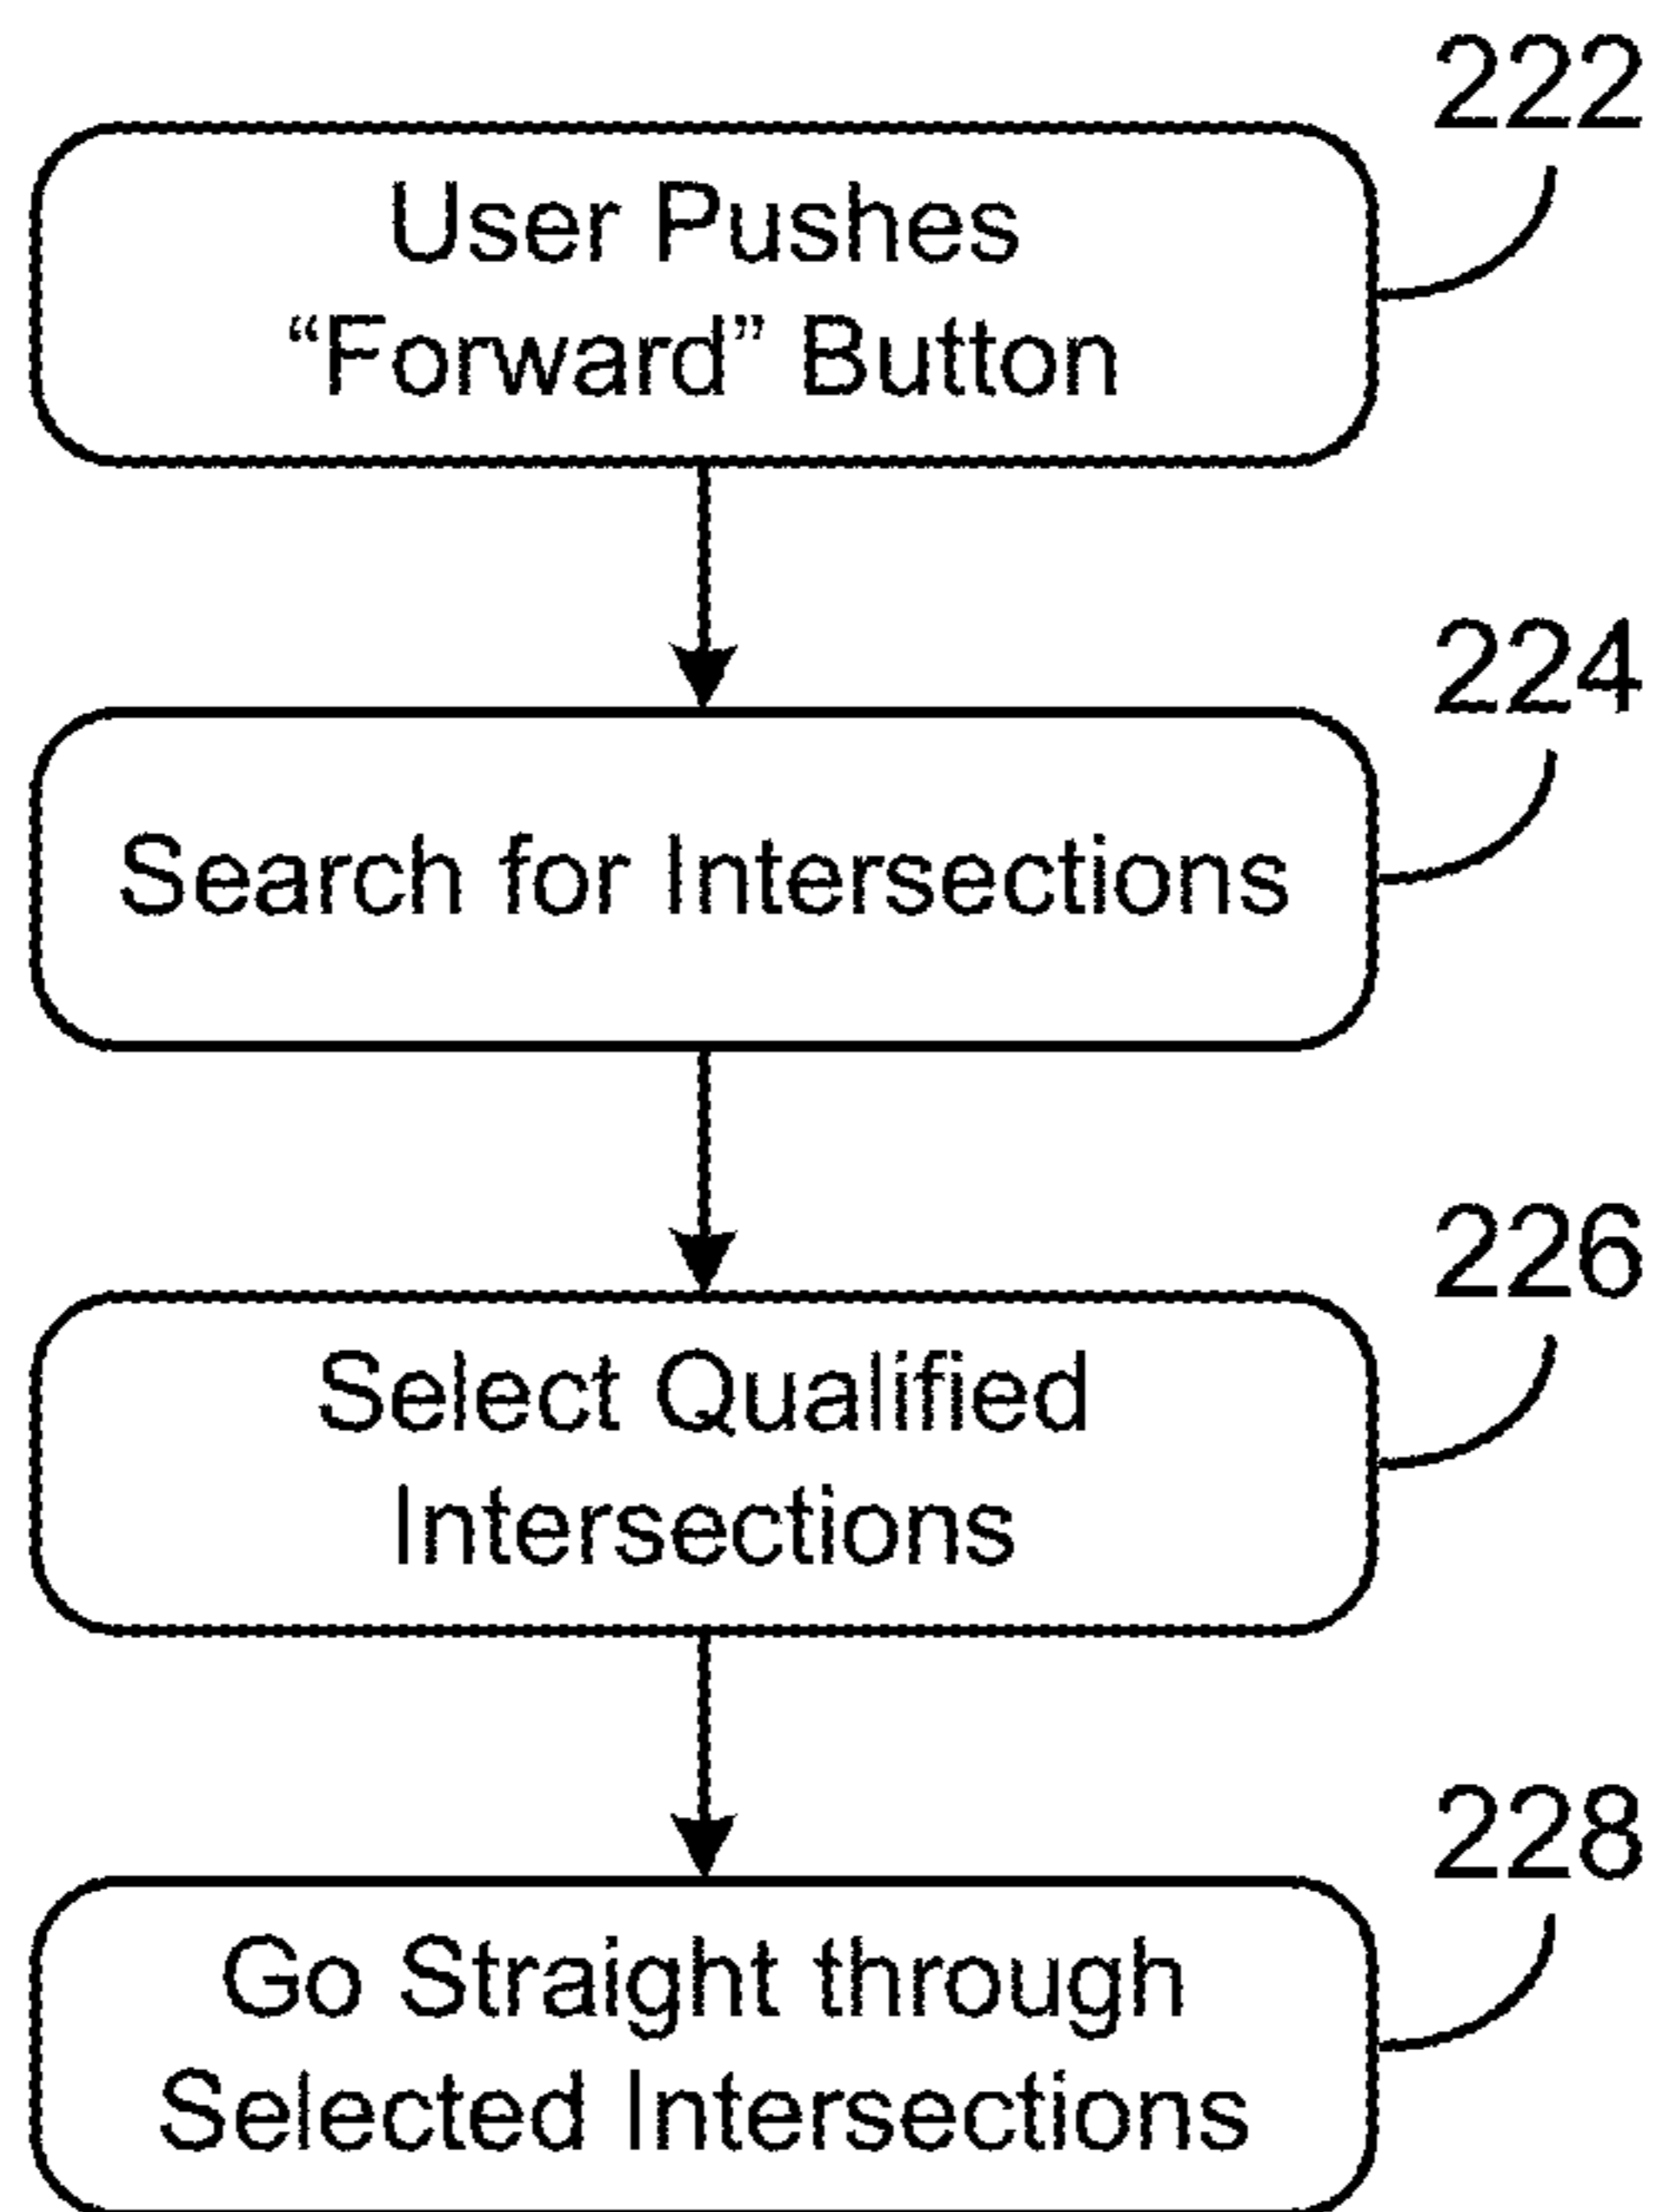 222
User Pushes
“Forward” Button
224
Search for Intersections
226
Select Qualified
Intersections
228
Go Straight through
Selected Intersections